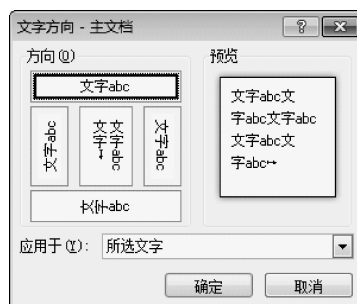 文字方向 - 主文档
方向(O)
预览
文字abc
文字abc
文字abc
文字→
文字abc
文字abc
文字abc文
字abc文字abc
文字abc文
字abc→
应用于(Y): 所选文字
确定
取消